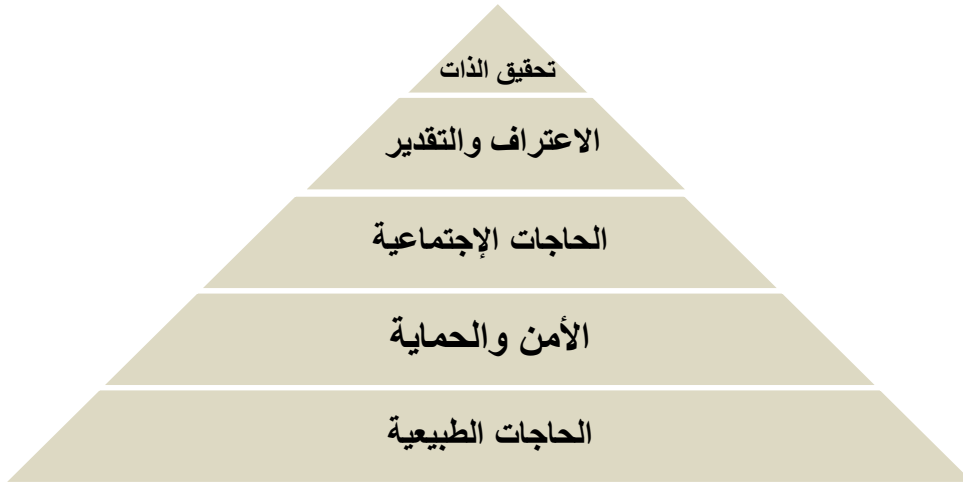 تحقيق الذات
الاعتراف والتقدير
الحاجات الإجتماعية
الأمن والحماية
الحاجات الطبيعية